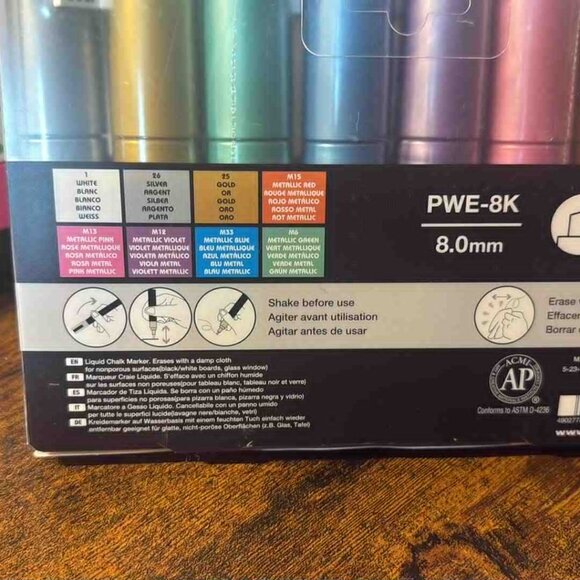 1
WHITE
BLANC
BLANCO
BIANCO
WEISS
26
SILVER
ARGENT
SILBER
ARGENTO
PLATA
25
GOLD
OR
GOLD
ORO
ORO
M15
METALLIC RED
ROUGE METALLIQUE
ROJO METÁLICO
ROSSO METAL
ROT METALLIC
M13
METALLIC PINK
ROSE METALLIQUE
ROSA METÁLICO
ROSA METAL
PINK METALLIC
M12
METALLIC VIOLET
VIOLET METALLIQUE
VIOLETA METÁLICO
VIOLA METAL
VIOLETT METALLIC
M33
METALLIC BLUE
BLEU METALLIQUE
AZUL METÁLICO
BLU METAL
BLAU METALLIC
M6
METALLIC GREEN
VERT METALLIQUE
VERDE METÁLICO
VERDE METAL
GRÜN METALLIC
PWE-8K
8.0mm
Shake before use
Agiter avant utilisation
Agitar antes de usar
Erase
Effacer
Borrar
EN Liquid Chalk Marker. Erases with a damp cloth
for nonporous surfaces(black/white boards, glass window)
FR Marqueur Craie Liquide. S'efface avec un chiffon humide
sur les surfaces non poreuses(pour tableau blanc, tableau noir et verre)
ES Marcador de Tiza Líquida. Se borra con un paño húmedo
para superficies no porosas(para pizarra blanca, pizarra negra y vidrio)
IT Marcatore a Gesso Liquido. Cancellabile con un panno umido
per tutte le superfici lucide(lavagne nere/bianche, vetri)
DE Kreidemarker auf Wasserbasis mit einem feuchten Tuch einfach wieder
entfernbar geeignet für glatte, nicht-poröse Oberflächen (z.B. Glas, Tafel)
ACMI
AP
Conforms to ASTM D-4236
5-23-